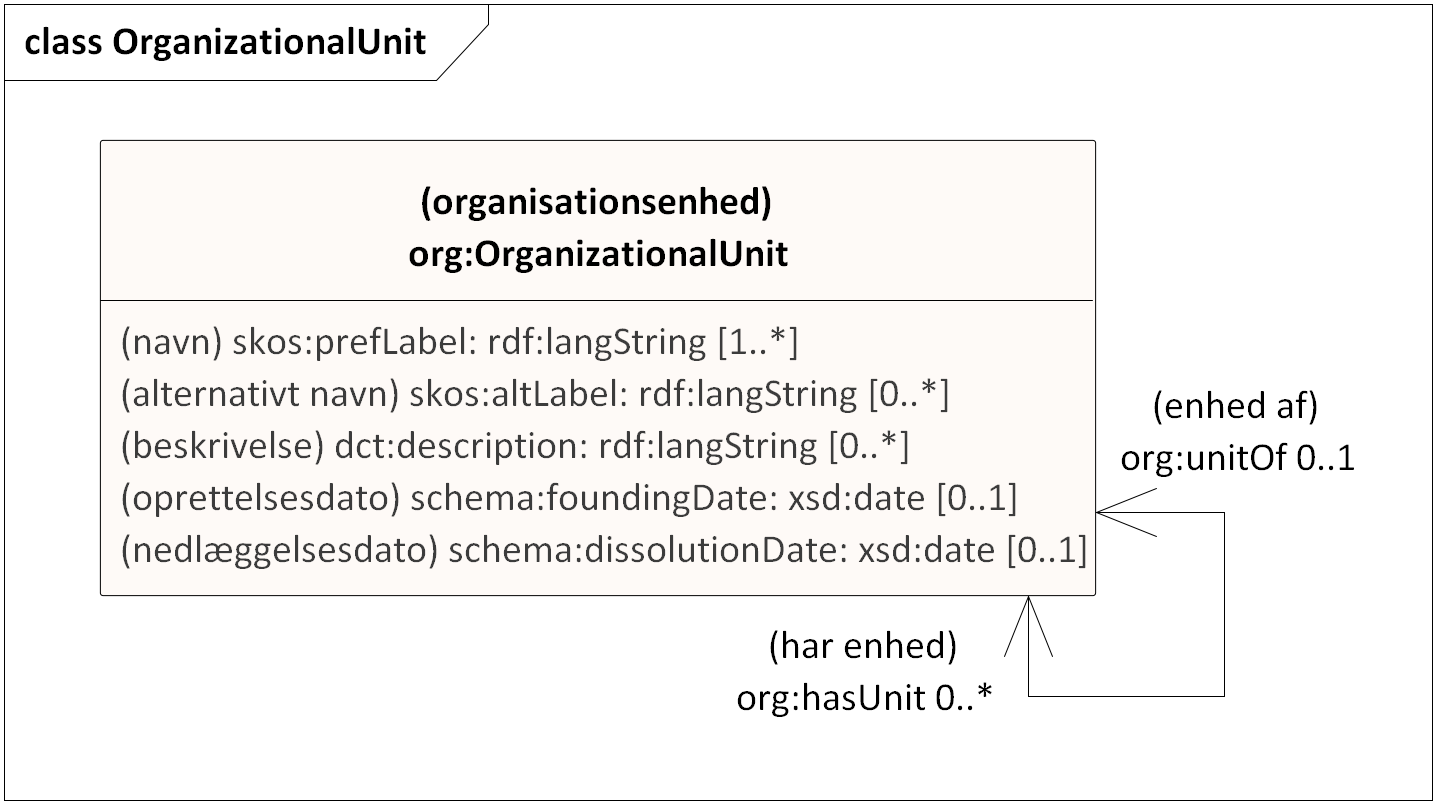 class OrganizationalUnit
(organisationsenhed)
org:OrganizationalUnit
(navn) skos:prefLabel: rdf:langString [1..*]
(alternativt navn) skos:altLabel: rdf:langString [0..*]
(beskrivelse) dct:description: rdf:langString [0..*]
(oprettelsesdato) schema:foundingDate: xsd:date [0..1]
(nedlæggelsesdato) schema:dissolutionDate: xsd:date [0..1]
(enhed af)
org:unitOf 0..1
(har enhed)
org:hasUnit 0..*